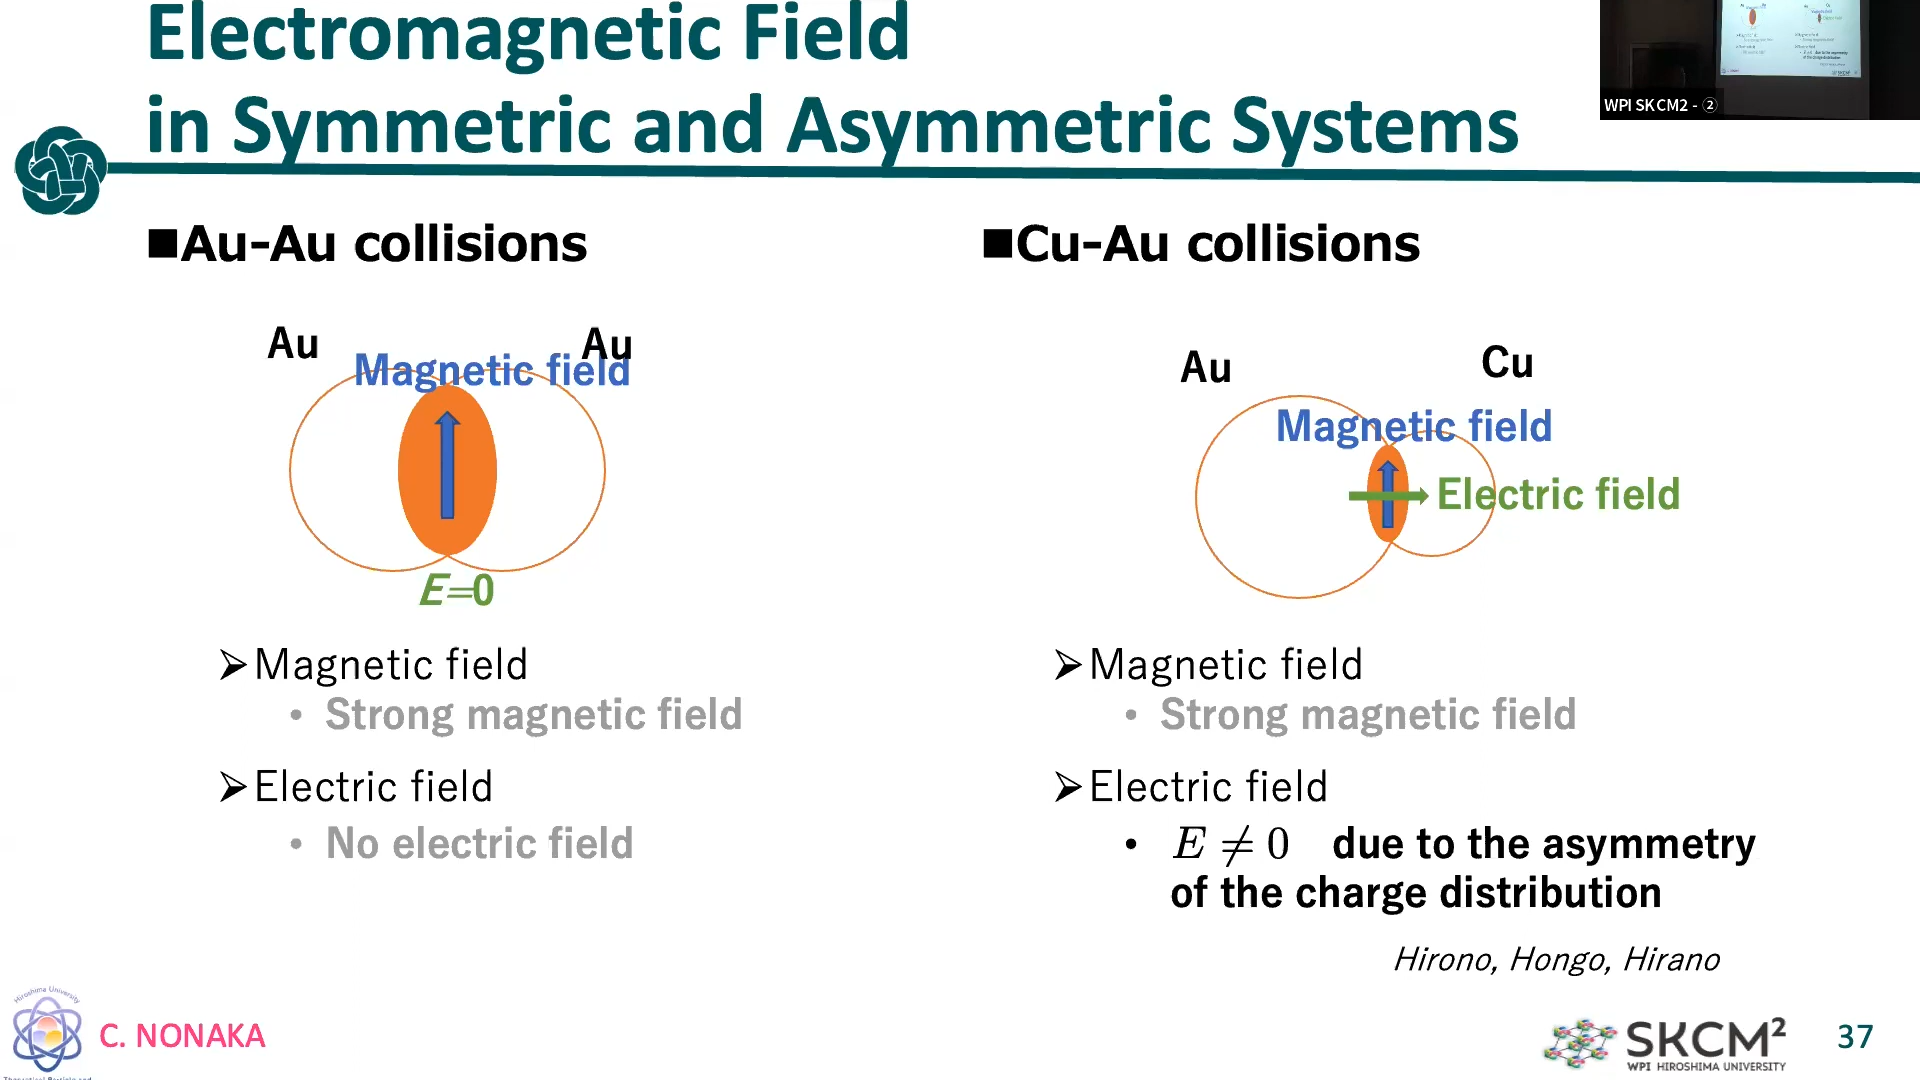 Electromagnetic Field
in Symmetric and Asymmetric Systems
WPI SKCM2 - ②
■Au-Au collisions
Au
Au
Magnetic field
E=0
➢Magnetic field
• Strong magnetic field
➢Electric field
• No electric field
■Cu-Au collisions
Au
Cu
Magnetic field
Electric field
➢Magnetic field
• Strong magnetic field
➢Electric field
• E ≠ 0 due to the asymmetry
of the charge distribution
Hirono, Hongo, Hirano
Hiroshima University
C. NONAKA
SKCM²
WPI HIROSHIMA UNIVERSITY
37